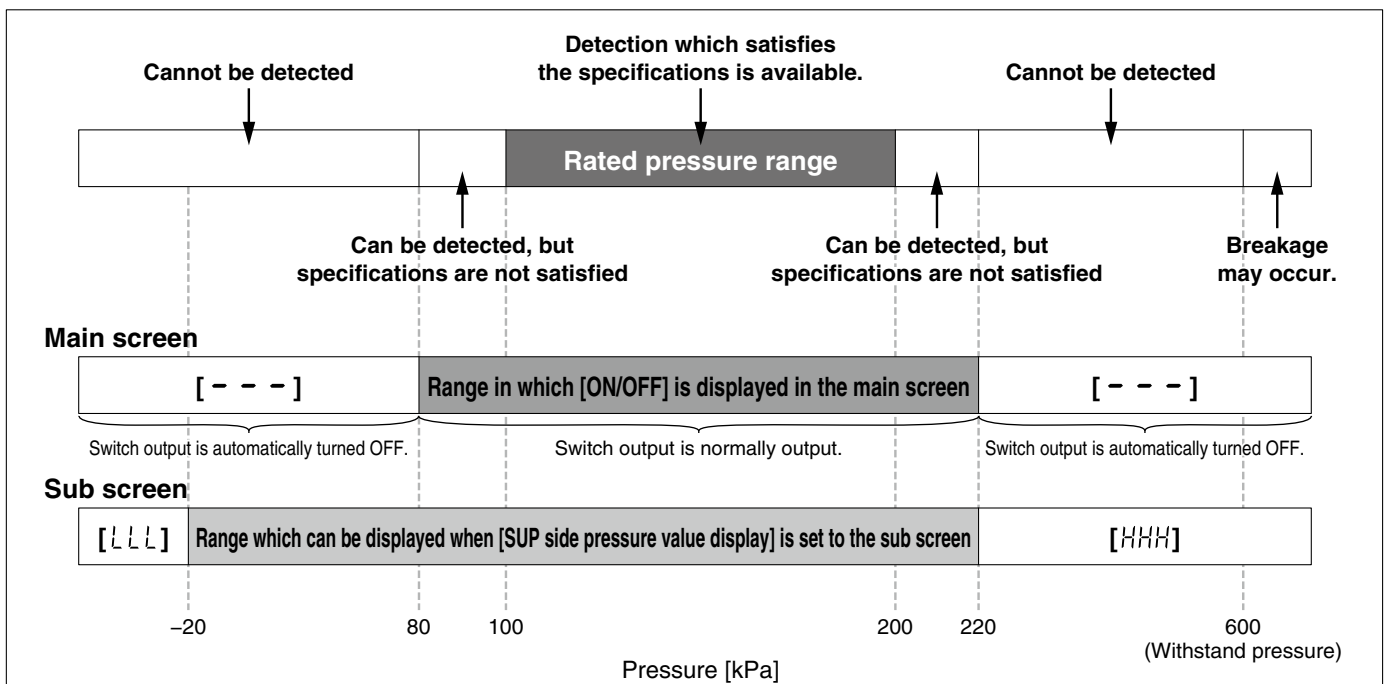 Detection which satisfies
the specifications is available.
Cannot be detected
Cannot be detected
Rated pressure range
Can be detected, but
specifications are not satisfied
Can be detected, but
specifications are not satisfied
Breakage
may occur.
Main screen
[– – –]
Range in which [ON/OFF] is displayed in the main screen
[– – –]
Switch output is automatically turned OFF.
Switch output is normally output.
Switch output is automatically turned OFF.
Sub screen
[LLL]
Range which can be displayed when [SUP side pressure value display] is set to the sub screen
[HHH]
–20
80
100
200
220
600
(Withstand pressure)
Pressure [kPa]